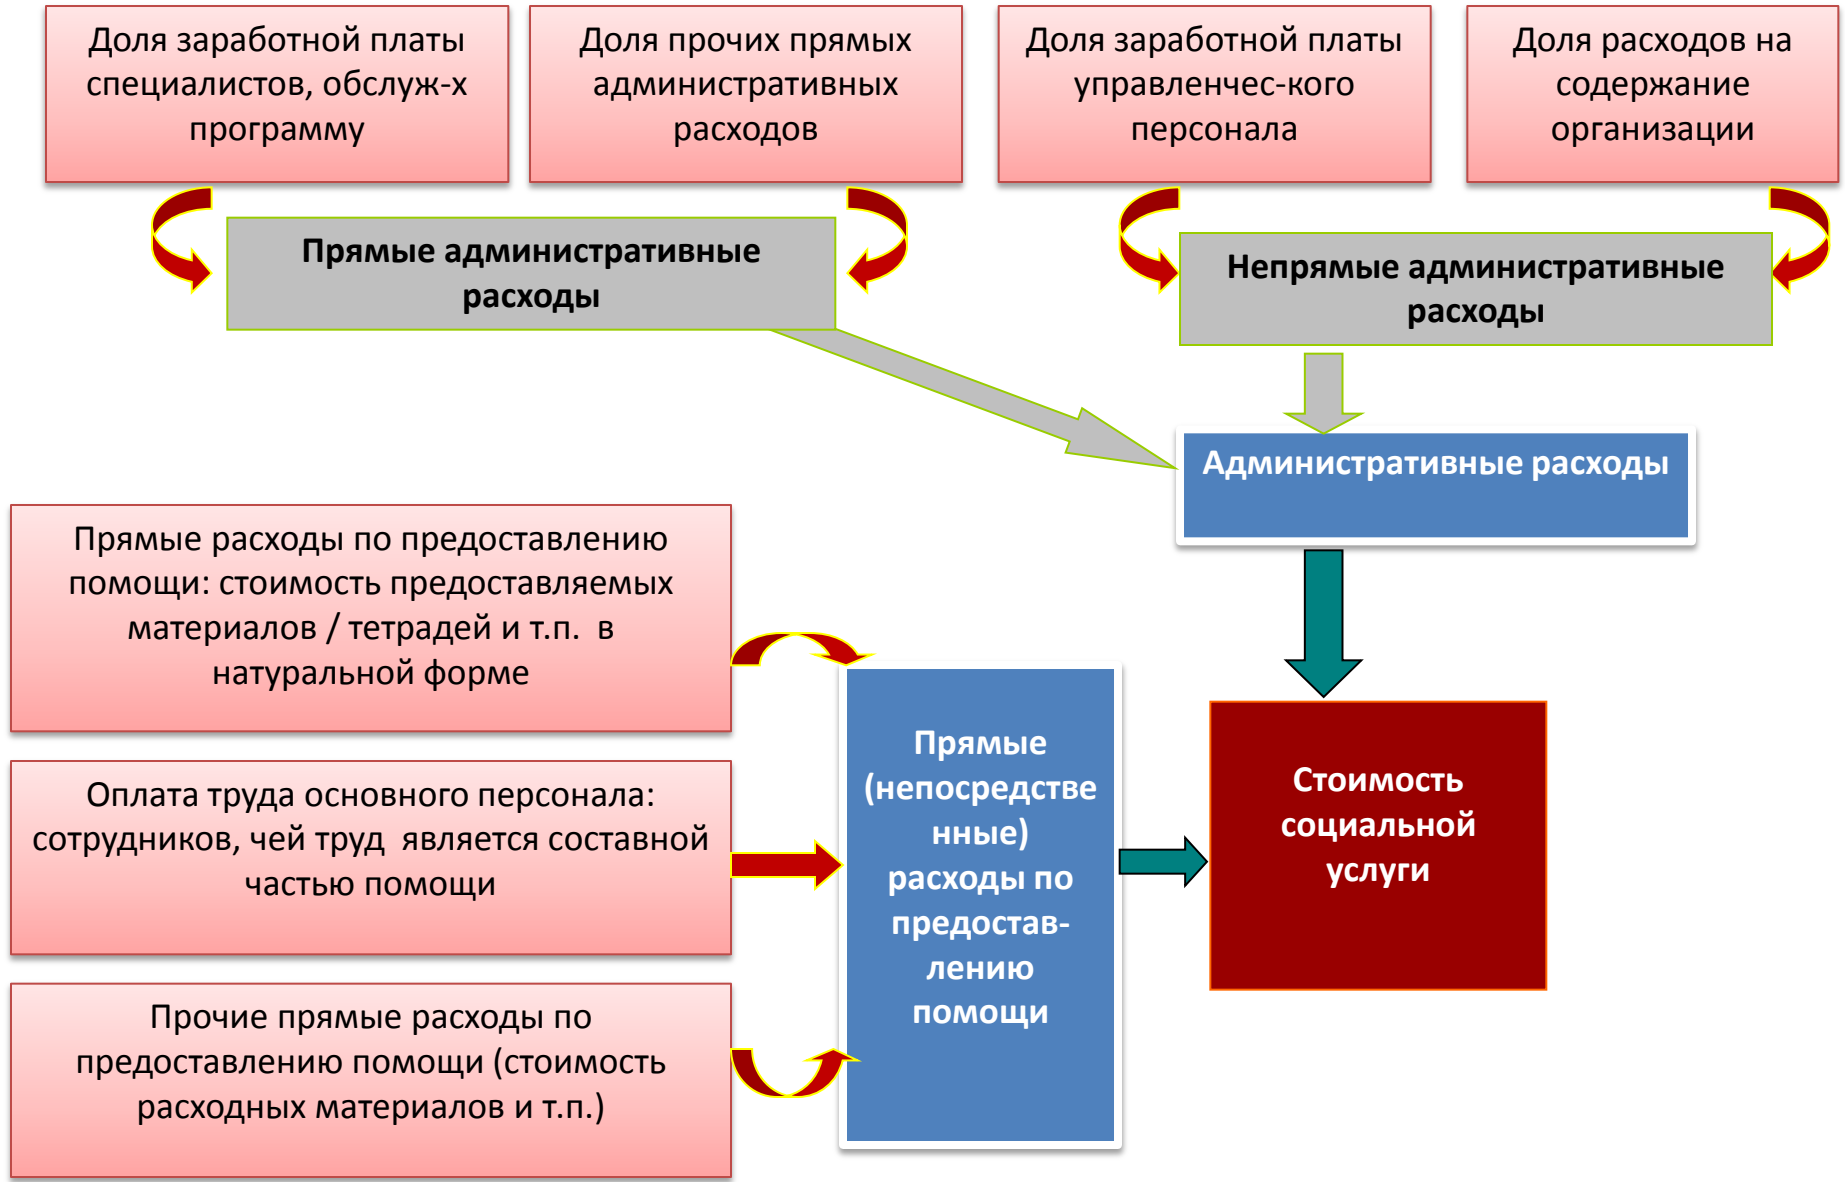 Доля заработной платы
специалистов, обслуж-х
программу
Доля прочих прямых
административных
расходов
Доля заработной платы
управленчес-кого
персонала
Доля расходов на
содержание
организации
Прямые административные
расходы
Непрямые административные
расходы
Административные расходы
Прямые расходы по предоставлению
помощи: стоимость предоставляемых
материалов / тетрадей и т.п. в
натуральной форме
Оплата труда основного персонала:
сотрудников, чей труд является составной
частью помощи
Прочие прямые расходы по
предоставлению помощи (стоимость
расходных материалов и т.п.)
Прямые
(непосредстве
нные)
расходы по
предостав-
лению
помощи
Стоимость
социальной
услуги